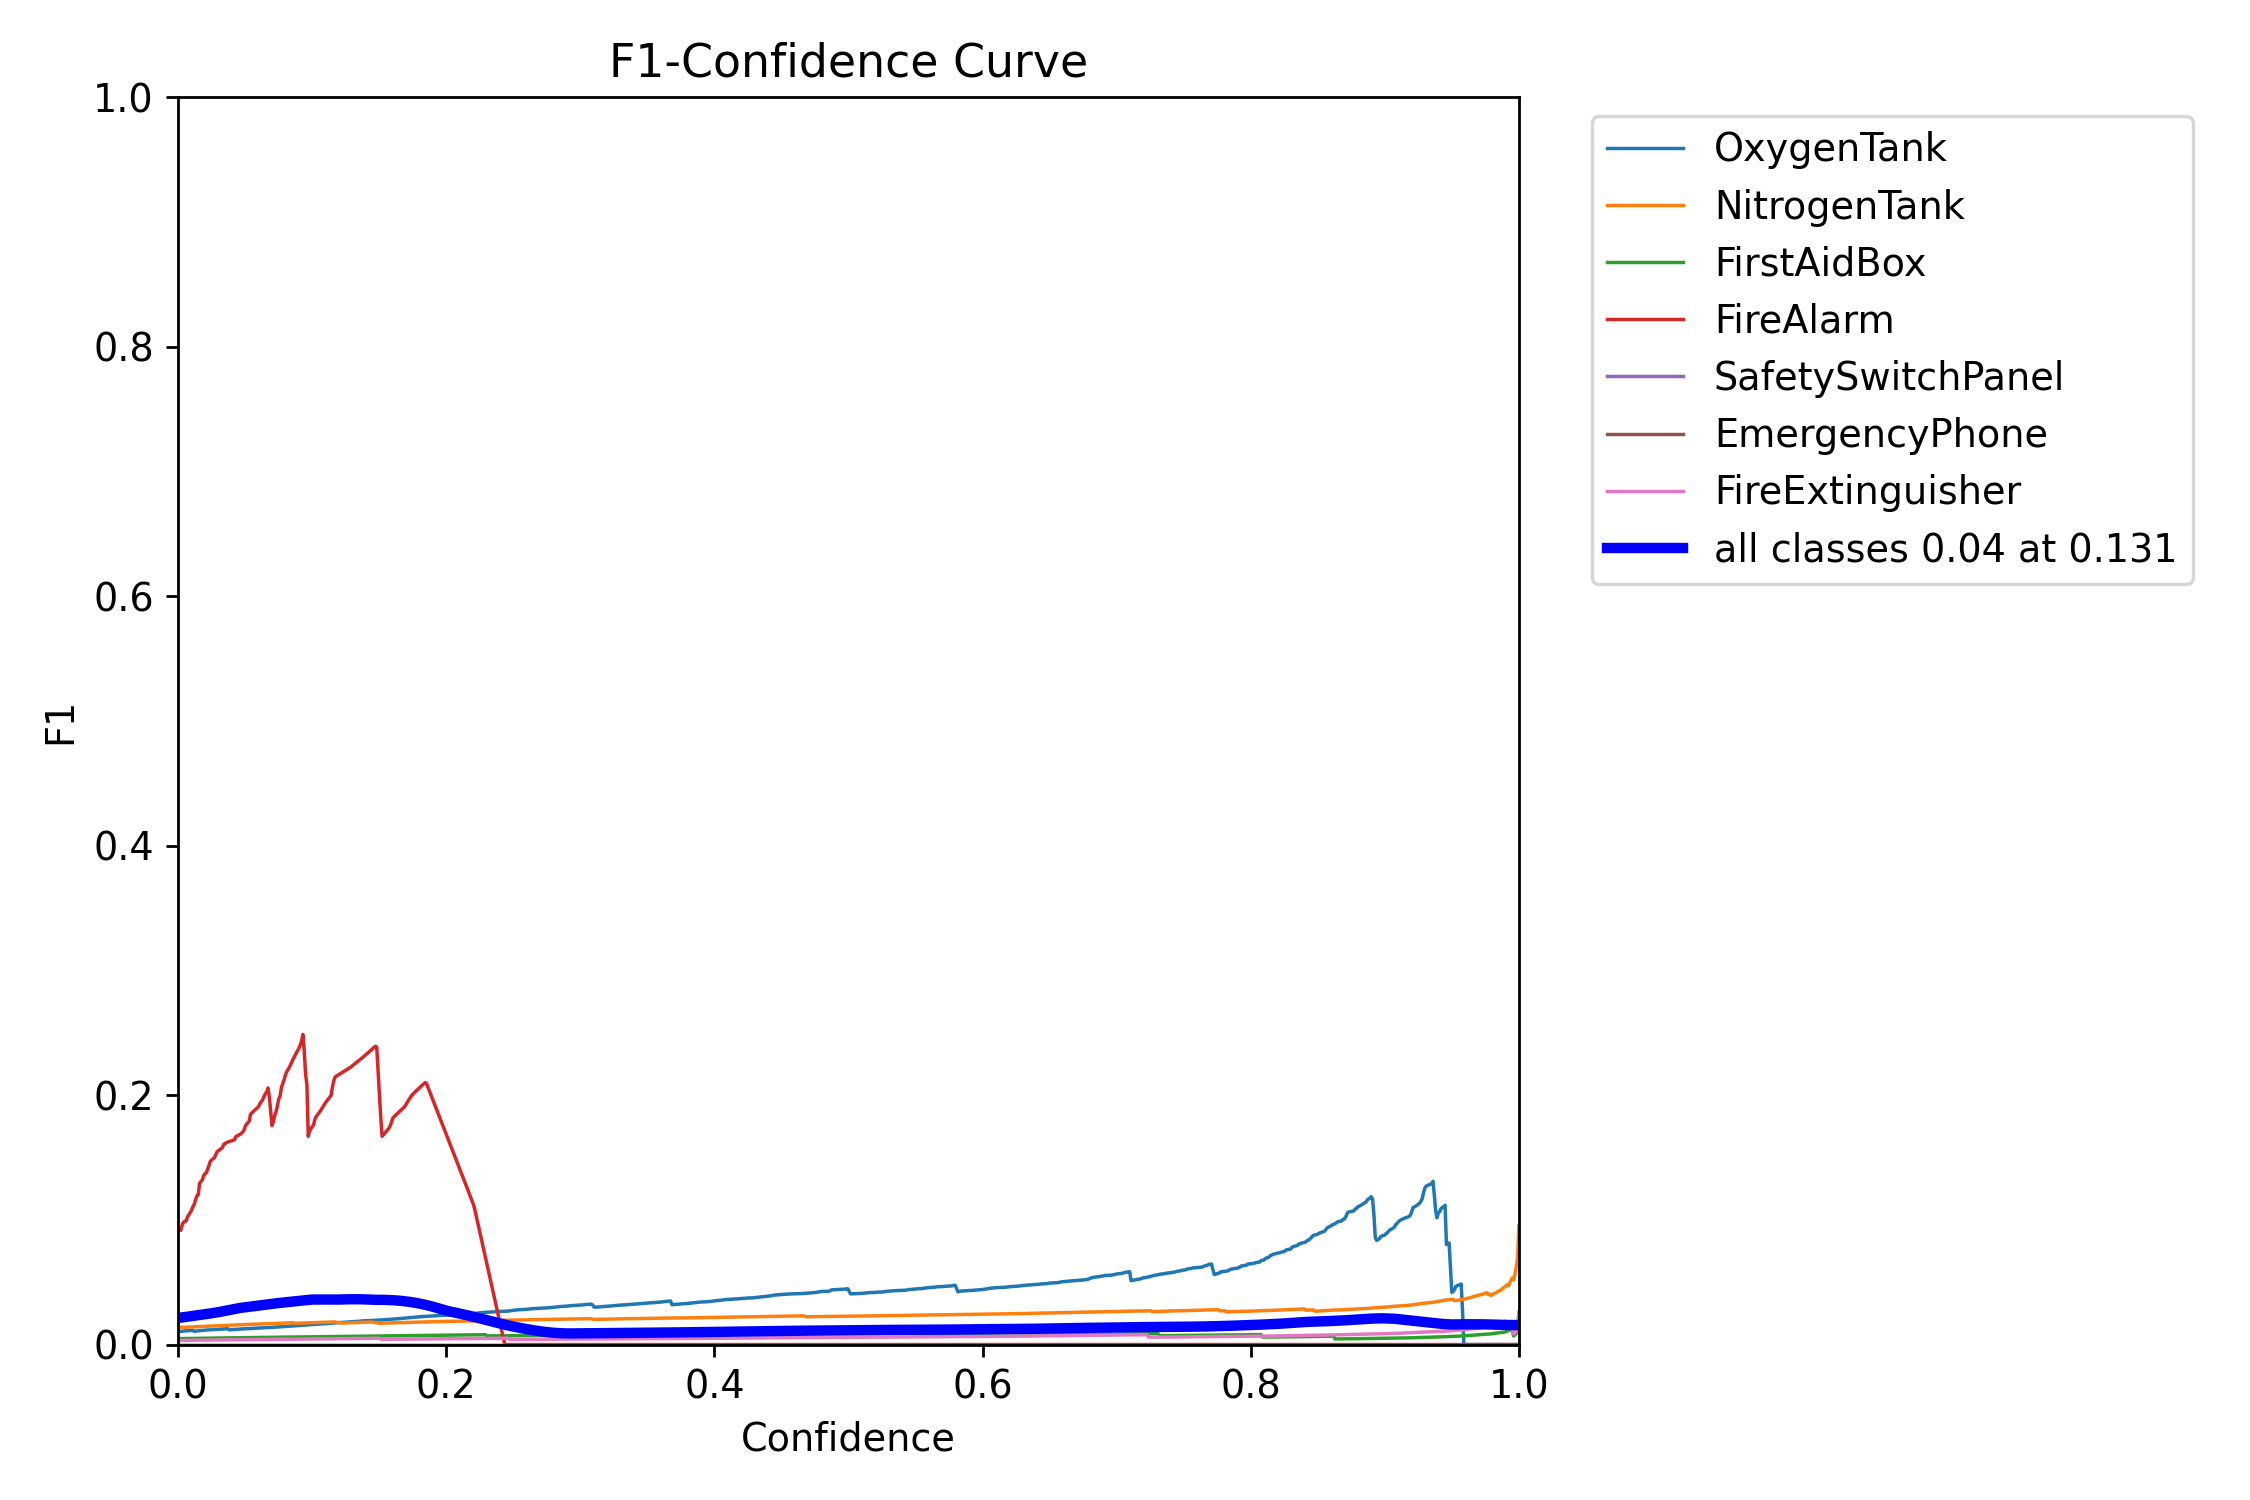 F1-Confidence Curve
1.0
0.8
0.6
0.4
0.2
0.0
F1
0.0 0.2 0.4 0.6 0.8 1.0
Confidence
OxygenTank
NitrogenTank
FirstAidBox
FireAlarm
SafetySwitchPanel
EmergencyPhone
FireExtinguisher
all classes 0.04 at 0.131